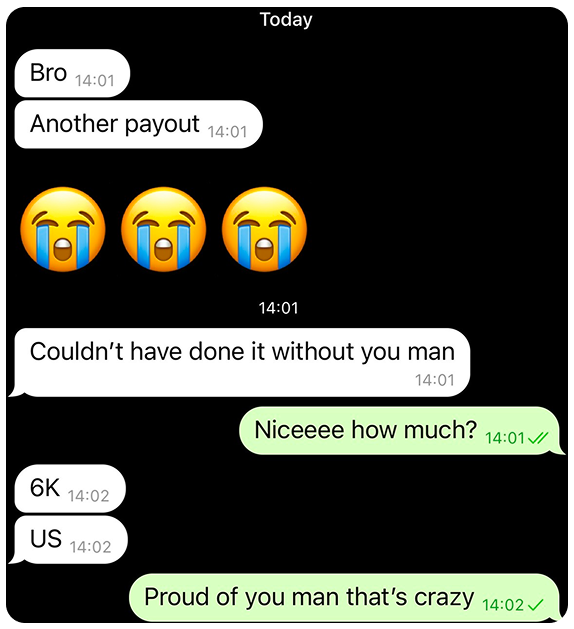 Today
Bro 14:01
Another payout 14:01
😭😭😭
14:01
Couldn’t have done it without you man
14:01
Niceeee how much? 14:01
6K 14:02
US 14:02
Proud of you man that’s crazy 14:02